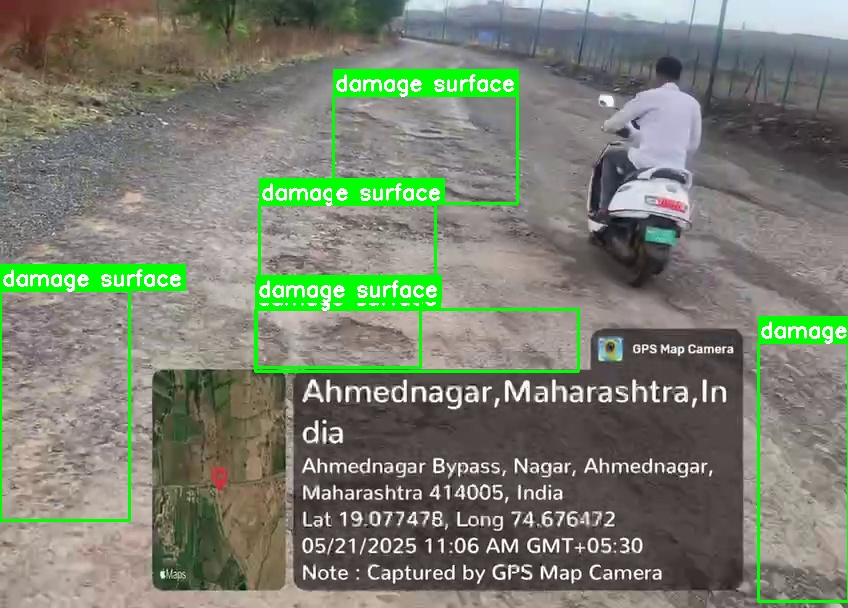 damage surface
damage surface
damage surface
damage surface
damage
GPS Map Camera
Ahmednagar,Maharashtra,In
dia
Ahmednagar Bypass, Nagar, Ahmednagar,
Maharashtra 414005, India
Lat 19.077478, Long 74.676472
05/21/2025 11:06 AM GMT+05:30
Note : Captured by GPS Map Camera
Maps